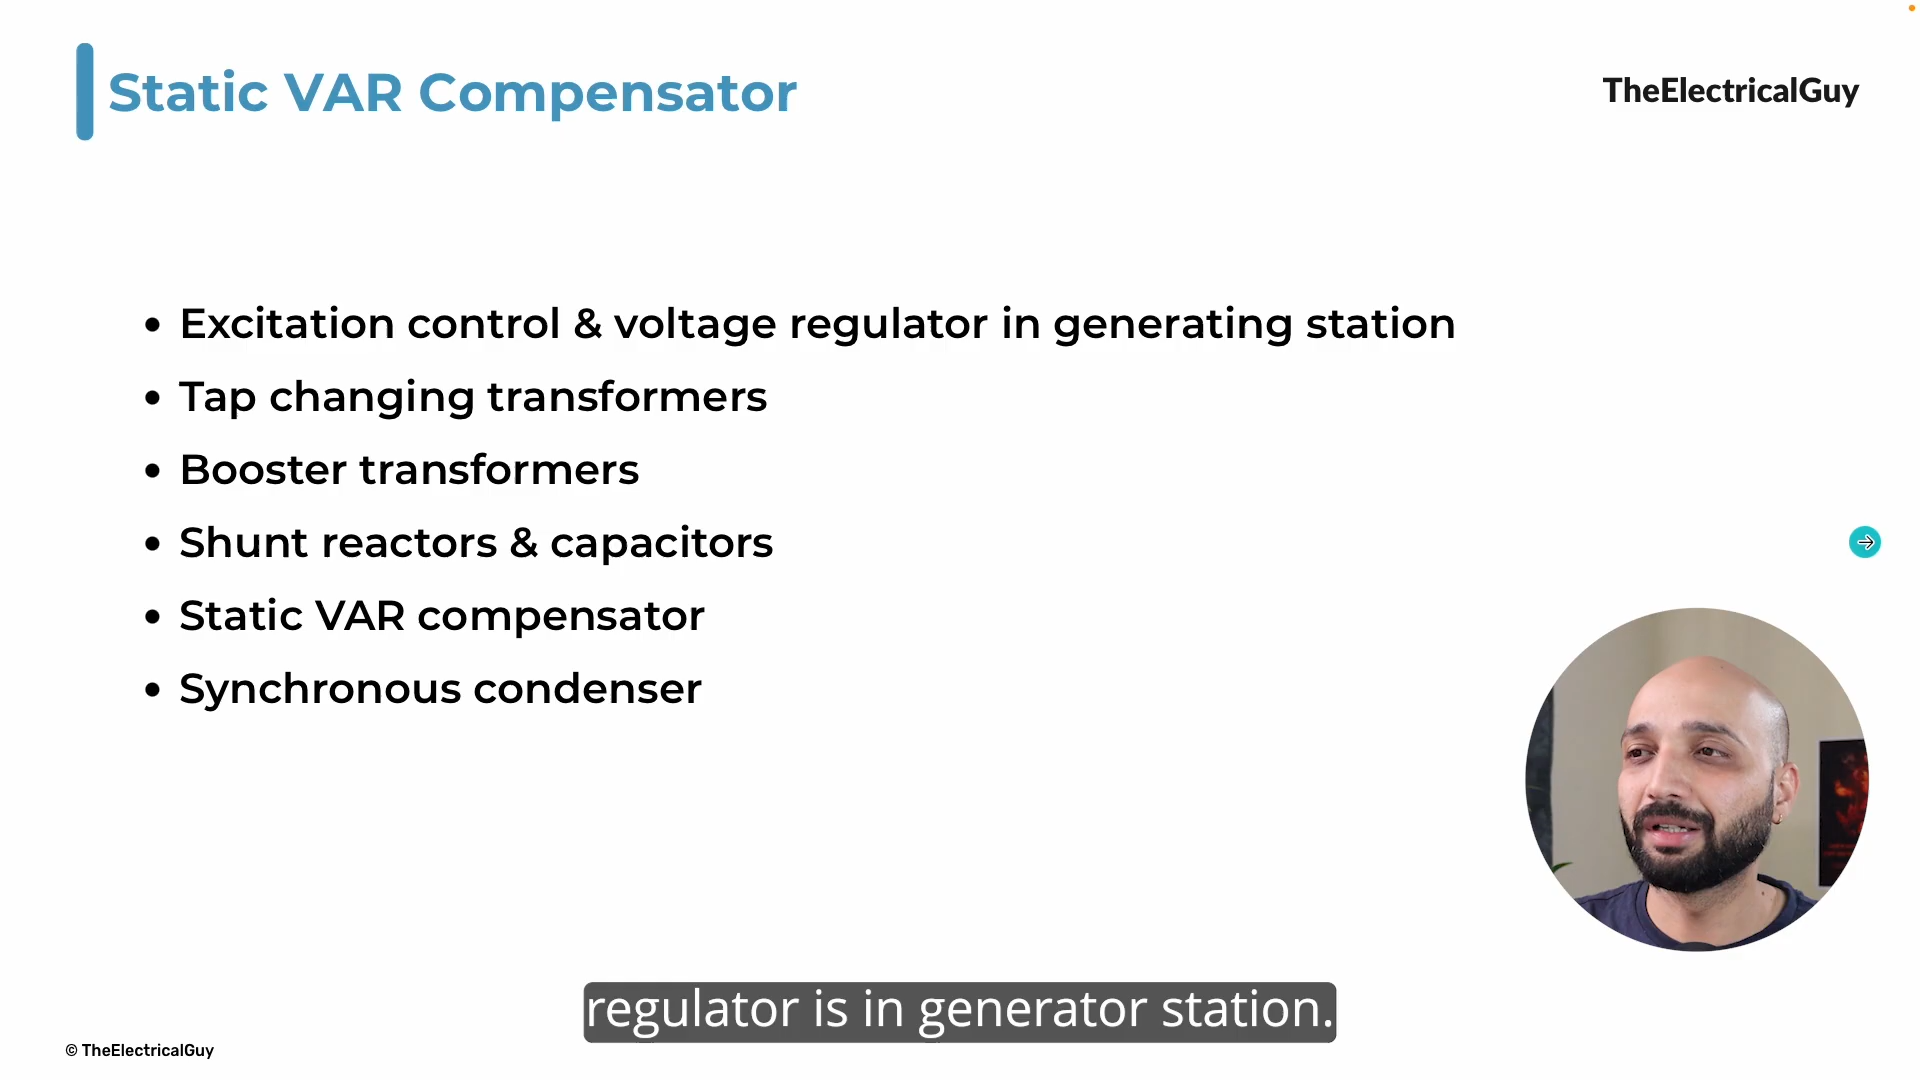 Static VAR Compensator
TheElectricalGuy
• Excitation control & voltage regulator in generating station
• Tap changing transformers
• Booster transformers
• Shunt reactors & capacitors
• Static VAR compensator
• Synchronous condenser
regulator is in generator station.
© TheElectricalGuy